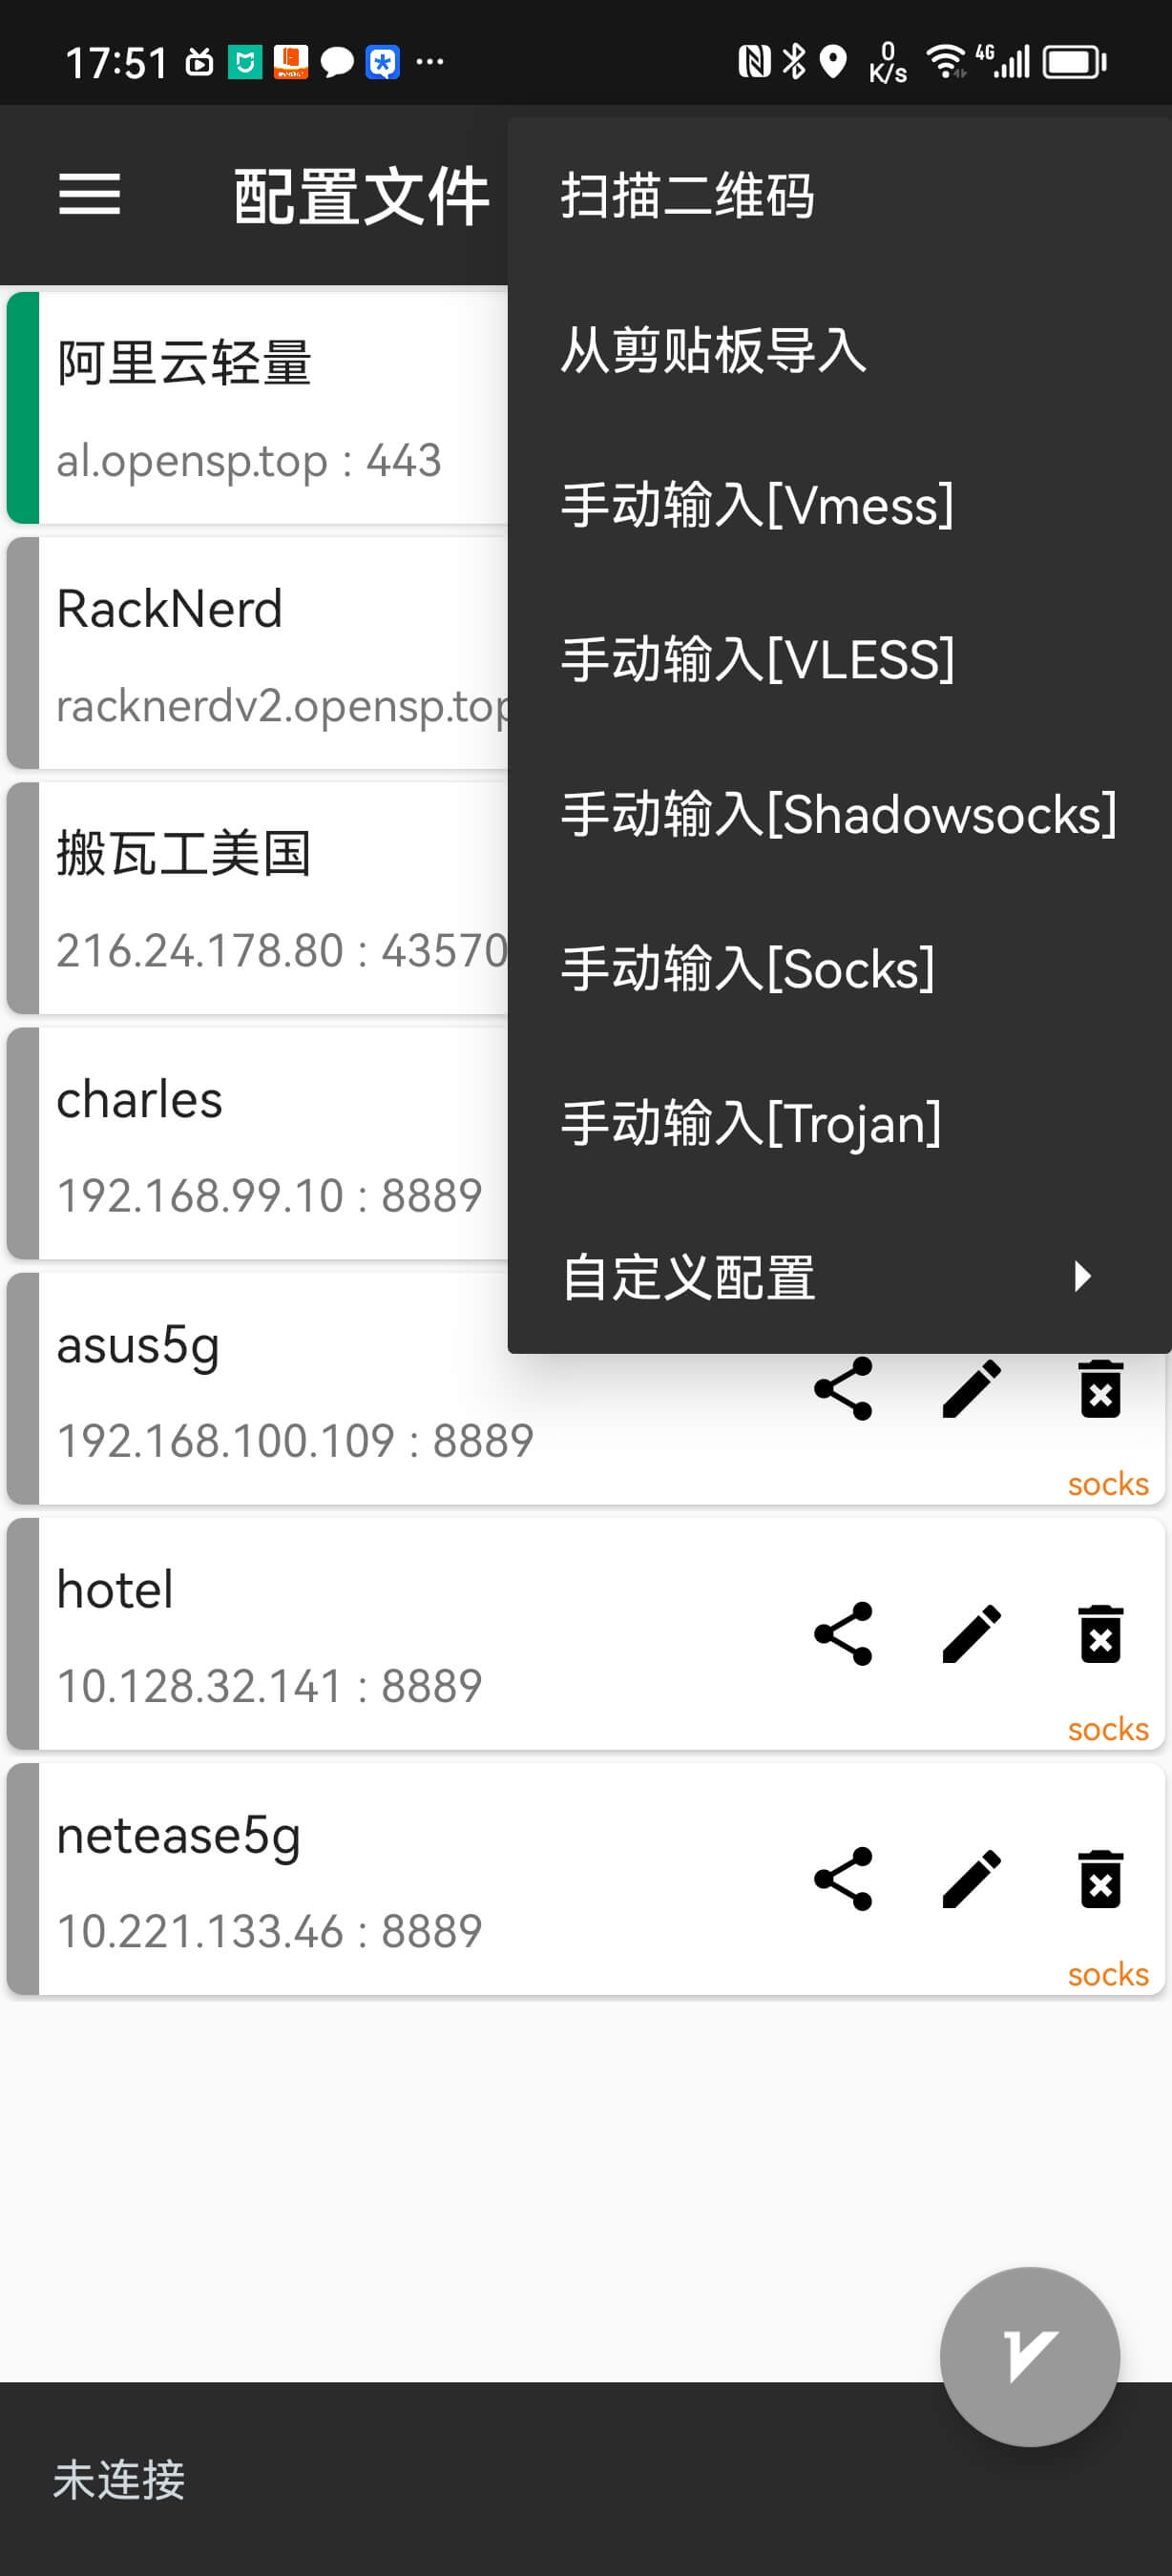 17:51
0
K/s
4G
配置文件
扫描二维码
从剪贴板导入
手动输入[Vmess]
手动输入[VLESS]
手动输入[Shadowsocks]
手动输入[Socks]
手动输入[Trojan]
自定义配置
阿里云轻量
al.opensp.top : 443
RackNerd
racknerdv2.opensp.top
搬瓦工美国
216.24.178.80 : 43570
charles
192.168.99.10 : 8889
asus5g
192.168.100.109 : 8889
socks
hotel
10.128.32.141 : 8889
socks
netease5g
10.221.133.46 : 8889
socks
未连接